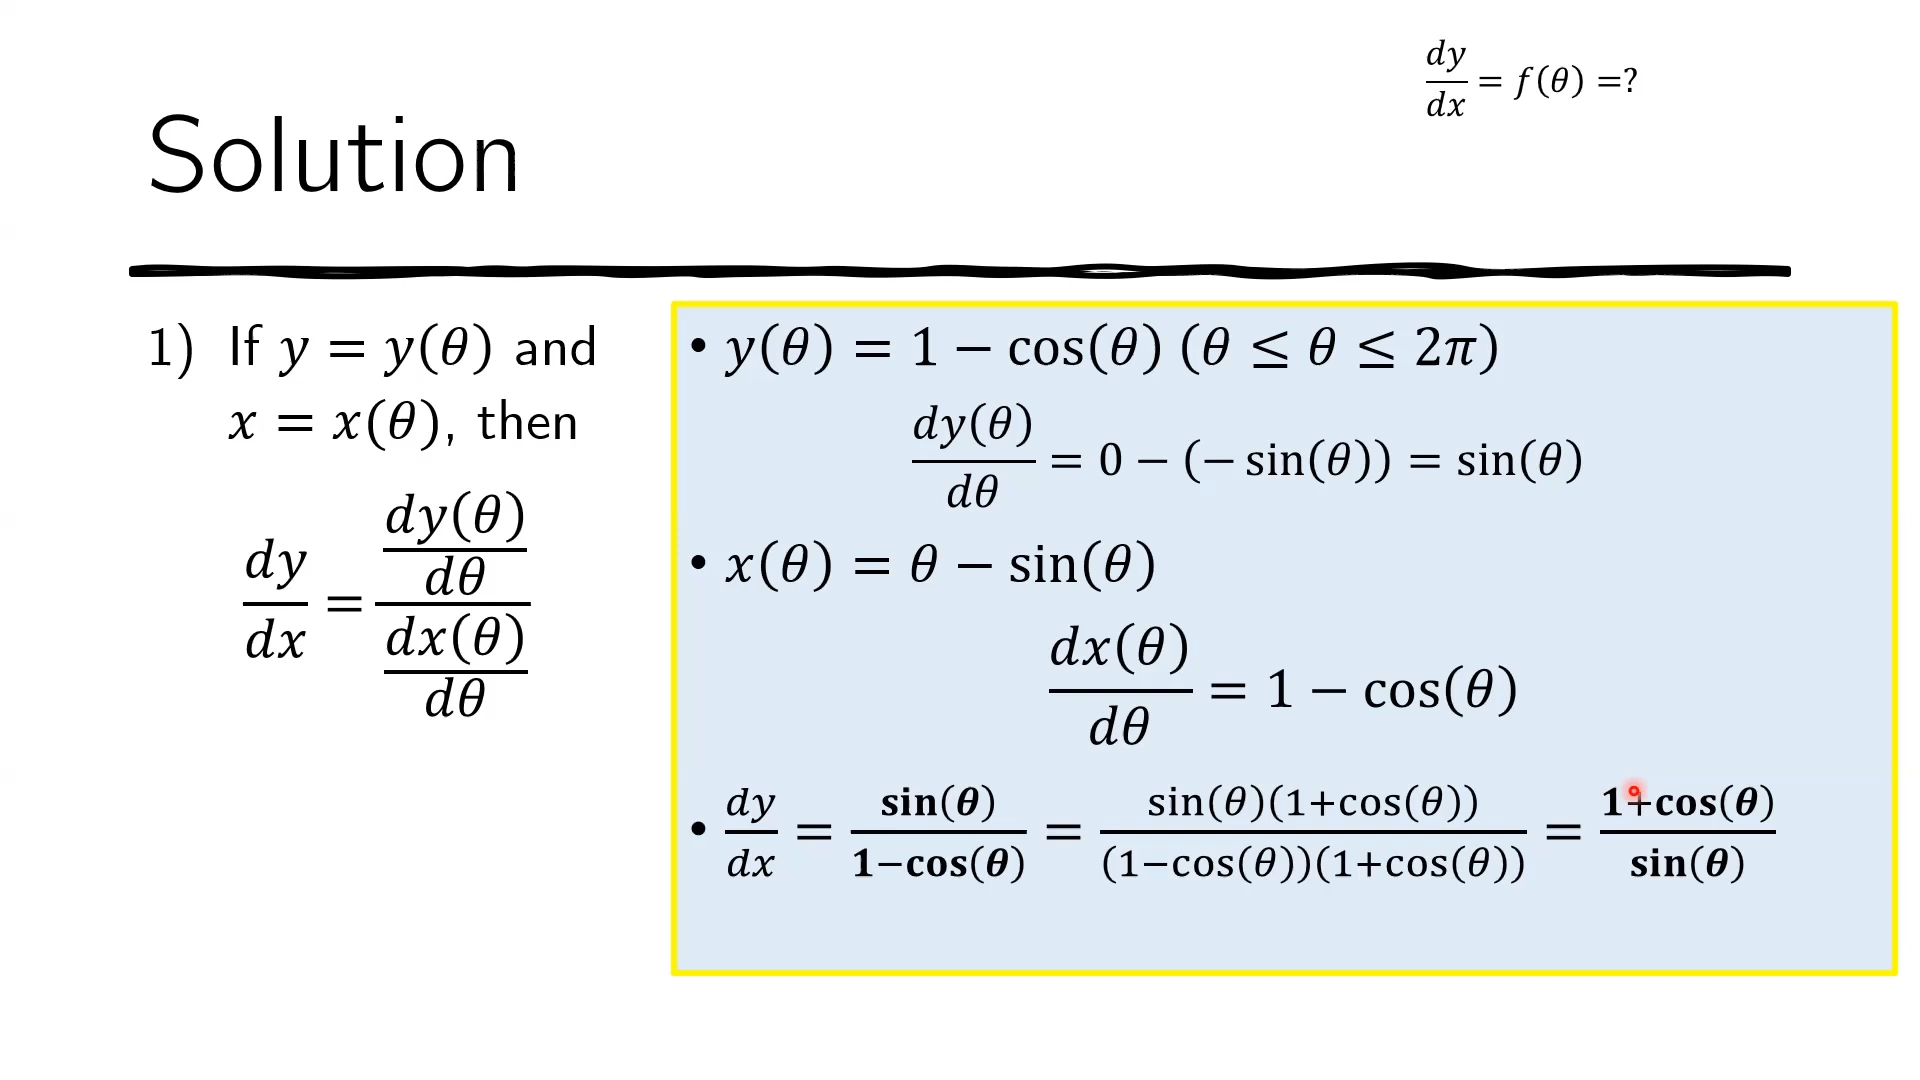 dy/dx = f(θ) =?
Solution
1) If y = y(θ) and
x = x(θ), then
dy/dx = (dy(θ)/dθ)/(dx(θ)/dθ)
• y(θ) = 1 − cos(θ) (θ ≤ θ ≤ 2π)
dy(θ)/dθ = 0 − (− sin(θ)) = sin(θ)
• x(θ) = θ − sin(θ)
dx(θ)/dθ = 1 − cos(θ)
• dy/dx = sin(θ)/1−cos(θ) = sin(θ)(1+cos(θ))/(1−cos(θ))(1+cos(θ)) = 1+cos(θ)/sin(θ)